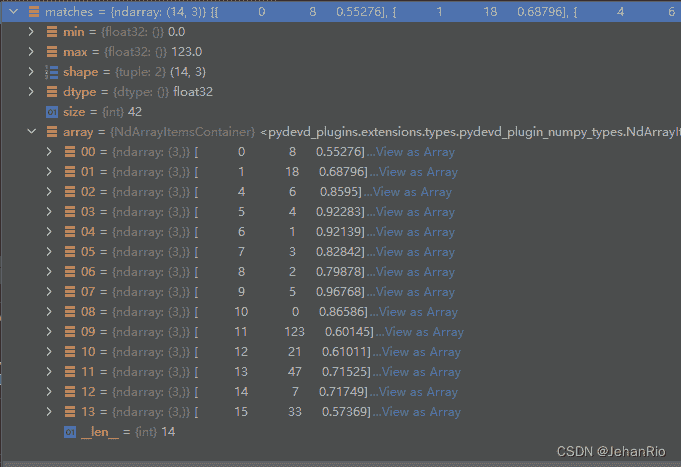 matches = {ndarray: (14, 3)} [[ 0 8 0.55276], [ 1 18 0.68796], [ 4 6
min = {float32: ()} 0.0
max = {float32: ()} 123.0
shape = {tuple: 2} (14, 3)
dtype = {dtype: ()} float32
01 size = {int} 42
array = {NdArrayItemsContainer} <pydevd_plugins.extensions.types.pydevd_plugin_numpy_types.NdArrayIt
00 = {ndarray: (3,)} [ 0 8 0.55276]...View as Array
01 = {ndarray: (3,)} [ 1 18 0.68796]...View as Array
02 = {ndarray: (3,)} [ 4 6 0.8595]...View as Array
03 = {ndarray: (3,)} [ 5 4 0.92283]...View as Array
04 = {ndarray: (3,)} [ 6 1 0.92139]...View as Array
05 = {ndarray: (3,)} [ 7 3 0.82842]...View as Array
06 = {ndarray: (3,)} [ 8 2 0.79878]...View as Array
07 = {ndarray: (3,)} [ 9 5 0.96768]...View as Array
08 = {ndarray: (3,)} [ 10 0 0.86586]...View as Array
09 = {ndarray: (3,)} [ 11 123 0.60145]...View as Array
10 = {ndarray: (3,)} [ 12 21 0.61011]...View as Array
11 = {ndarray: (3,)} [ 13 47 0.71525]...View as Array
12 = {ndarray: (3,)} [ 14 7 0.71749]...View as Array
13 = {ndarray: (3,)} [ 15 33 0.57369]...View as Array
01 __len__ = {int} 14
CSDN @JehanRio